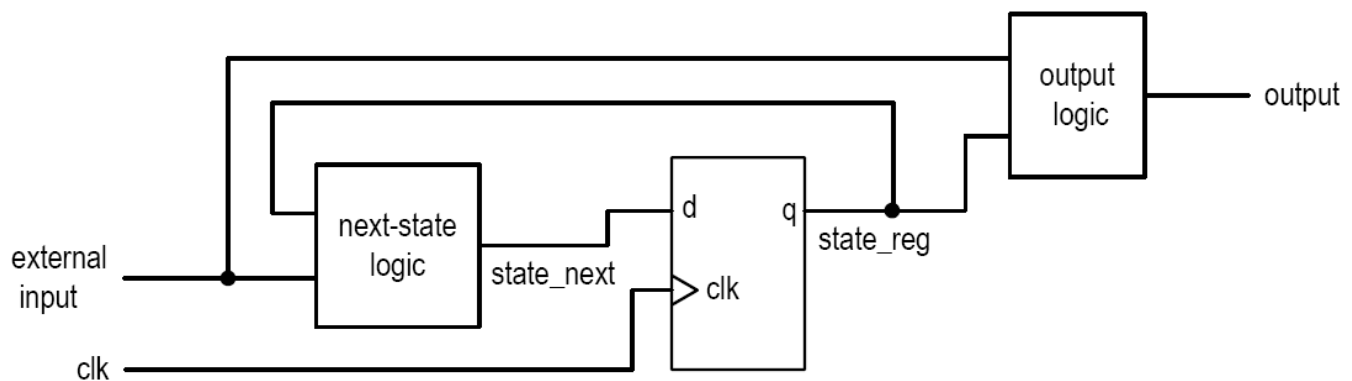 output
logic
output
d
q
next-state
logic
state_reg
external
input
state_next
clk
clk